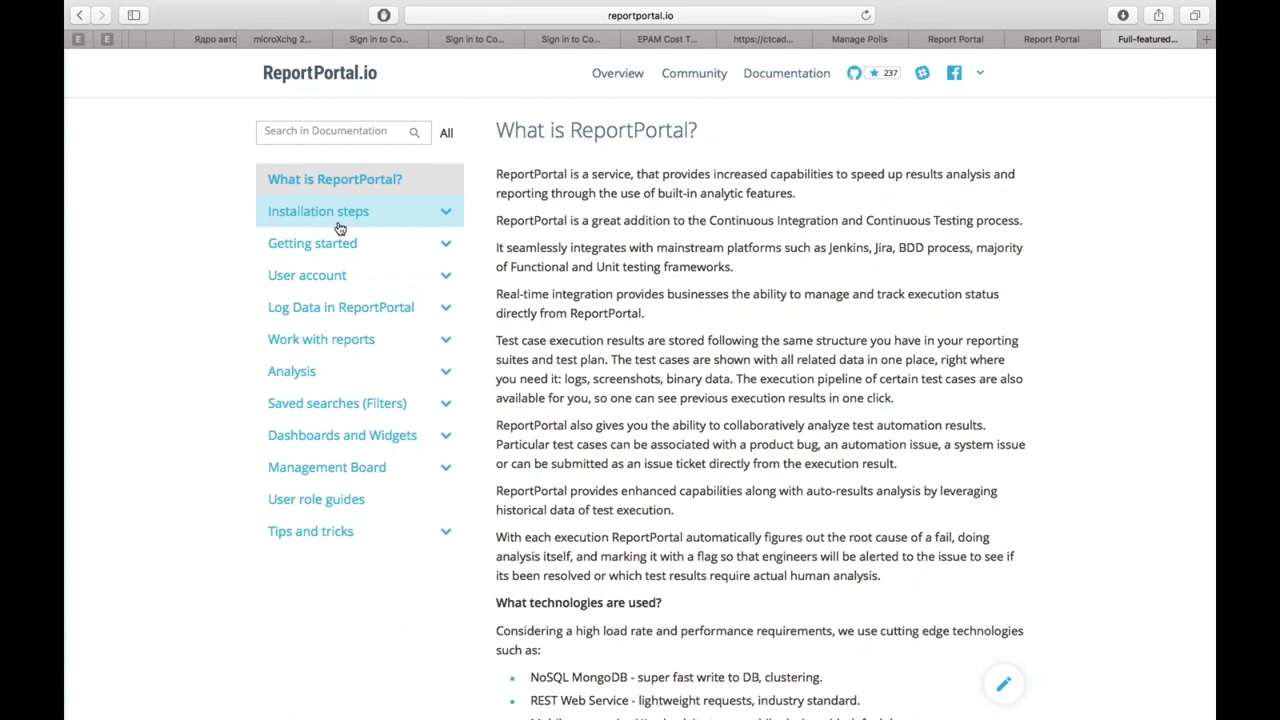 reportportal.io
E
E
Ядро авто
microXchg 2...
Sign in to Co...
Sign in to Co...
Sign in to Co...
EPAM Cost T...
https://ctcad...
Manage Polls
Report Portal
Report Portal
Full-featured...
ReportPortal.io
Overview
Community
Documentation
237
Search in Documentation
All
What is ReportPortal?
Installation steps
Getting started
User account
Log Data in ReportPortal
Work with reports
Analysis
Saved searches (Filters)
Dashboards and Widgets
Management Board
User role guides
Tips and tricks
What is ReportPortal?
ReportPortal is a service, that provides increased capabilities to speed up results analysis and
reporting through the use of built-in analytic features.
ReportPortal is a great addition to the Continuous Integration and Continuous Testing process.
It seamlessly integrates with mainstream platforms such as Jenkins, Jira, BDD process, majority
of Functional and Unit testing frameworks.
Real-time integration provides businesses the ability to manage and track execution status
directly from ReportPortal.
Test case execution results are stored following the same structure you have in your reporting
suites and test plan. The test cases are shown with all related data in one place, right where
you need it: logs, screenshots, binary data. The execution pipeline of certain test cases are also
available for you, so one can see previous execution results in one click.
ReportPortal also gives you the ability to collaboratively analyze test automation results.
Particular test cases can be associated with a product bug, an automation issue, a system issue
or can be submitted as an issue ticket directly from the execution result.
ReportPortal provides enhanced capabilities along with auto-results analysis by leveraging
historical data of test execution.
With each execution ReportPortal automatically figures out the root cause of a fail, doing
analysis itself, and marking it with a flag so that engineers will be alerted to the issue to see if
its been resolved or which test results require actual human analysis.
What technologies are used?
Considering a high load rate and performance requirements, we use cutting edge technologies
such as:
NoSQL MongoDB - super fast write to DB, clustering.
REST Web Service - lightweight requests, industry standard.